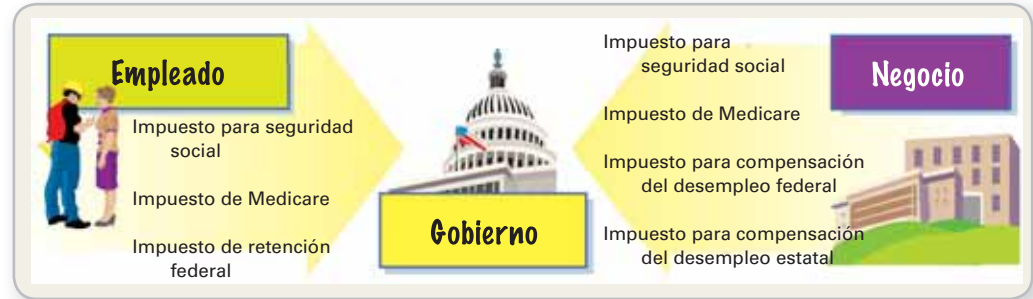 Empleado
Impuesto para seguridad
social
Impuesto de Medicare
Impuesto de retención
federal
Gobierno
Impuesto para
seguridad social
Impuesto de Medicare
Impuesto para compensación
del desempleo federal
Impuesto para compensación
del desempleo estatal
Negocio